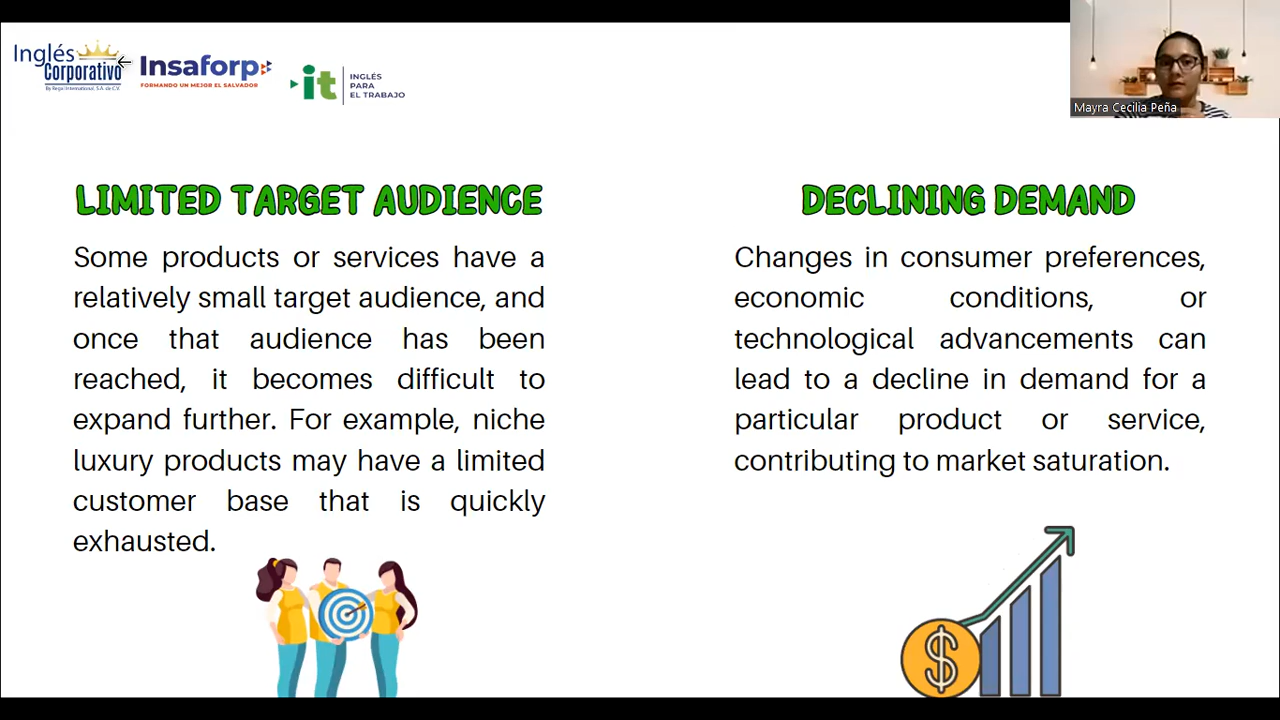 Inglés
Corporativo
By Regal International, S.A. de C.V.
Insaforp
FORMANDO UN MEJOR EL SALVADOR
it
INGLÉS
PARA
EL TRABAJO
Mayra Cecilia Peña
LIMITED TARGET AUDIENCE
Some products or services have a
relatively small target audience, and
once that audience has been
reached, it becomes difficult to
expand further. For example, niche
luxury products may have a limited
customer base that is quickly
exhausted.
DECLINING DEMAND
Changes in consumer preferences,
economic conditions, or
technological advancements can
lead to a decline in demand for a
particular product or service,
contributing to market saturation.
$